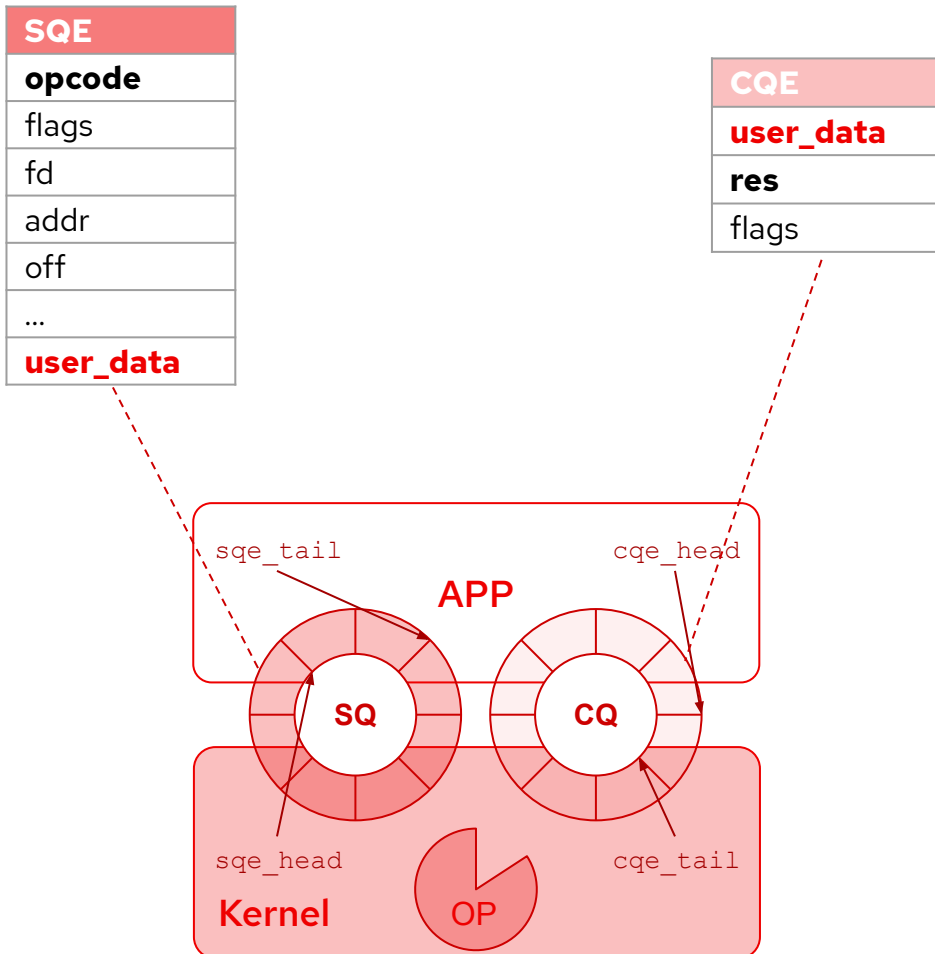 SQE
opcode
flags
fd
addr
off
...
user_data
CQE
user_data
res
flags
sqe_tail
cqe_head
APP
SQ
CQ
sqe_head
cqe_tail
Kernel
OP